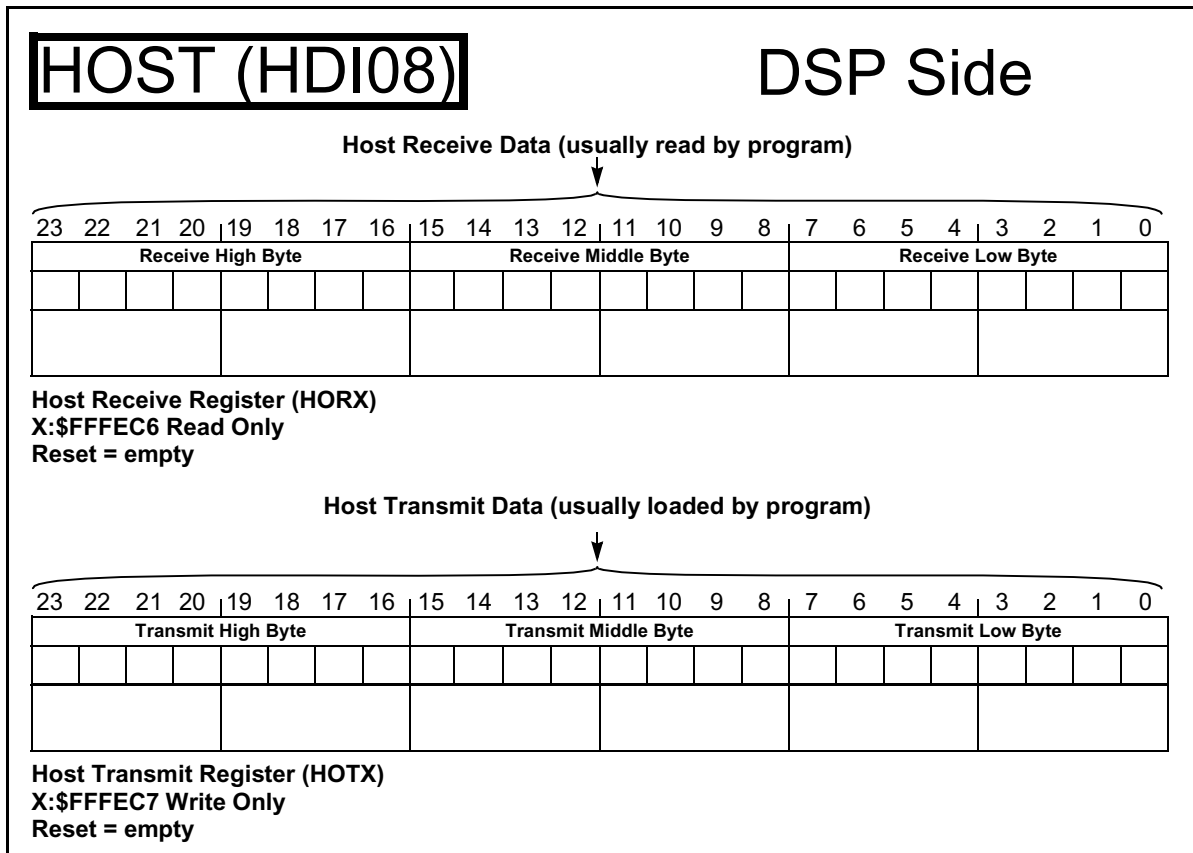 HOST (HDI08) DSP Side
Host Receive Data (usually read by program)
23 22 21 20 19 18 17 16 15 14 13 12 11 10 9 8 7 6 5 4 3 2 1 0
Receive High Byte Receive Middle Byte Receive Low Byte
Host Receive Register (HORX)
X:$FFFEC6 Read Only
Reset = empty
Host Transmit Data (usually loaded by program)
23 22 21 20 19 18 17 16 15 14 13 12 11 10 9 8 7 6 5 4 3 2 1 0
Transmit High Byte Transmit Middle Byte Transmit Low Byte
Host Transmit Register (HOTX)
X:$FFFEC7 Write Only
Reset = empty